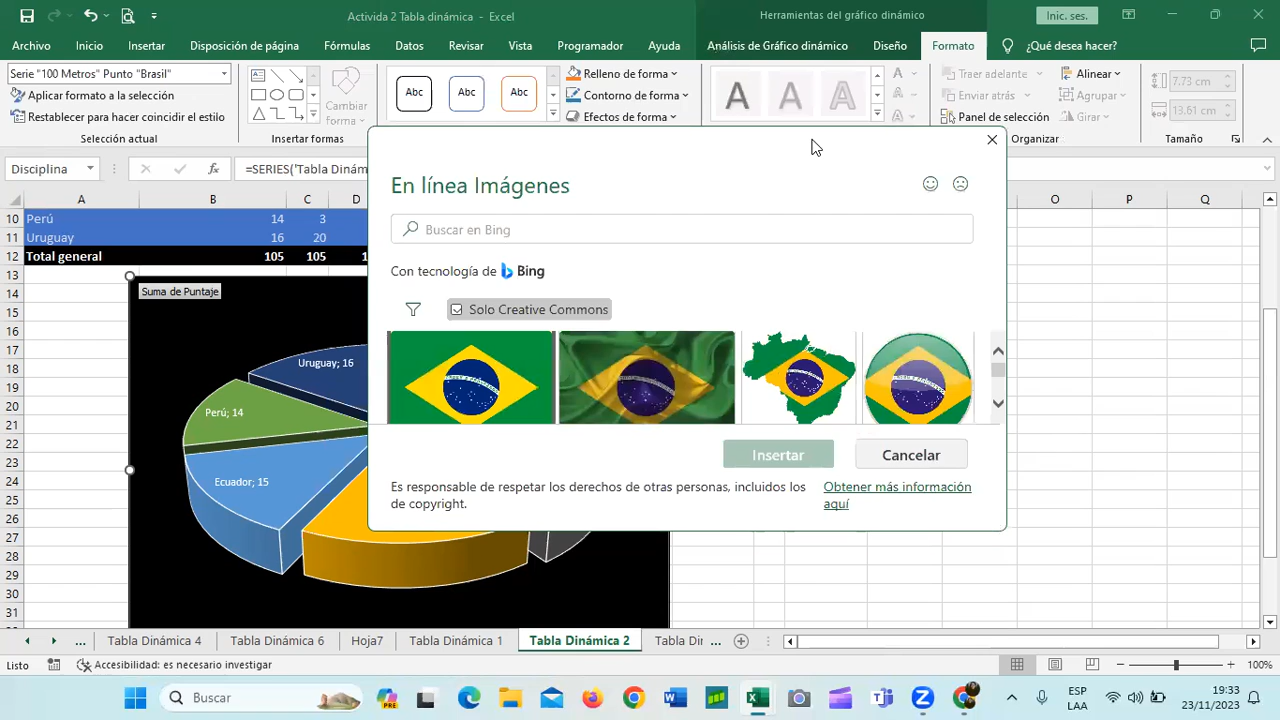 Activida 2 Tabla dinámica - Excel
Herramientas del gráfico dinámico
Inic. ses.
Archivo Inicio Insertar Disposición de página Fórmulas Datos Revisar Vista Programador Ayuda Análisis de Gráfico dinámico Diseño Formato ¿Qué desea hacer?
Serie "100 Metros" Punto "Brasil"
Aplicar formato a la selección
Restablecer para hacer coincidir el estilo
Selección actual
Cambiar
forma
Insertar formas
Abc Abc Abc
Relleno de forma
Contorno de forma
Efectos de forma
A A A
A
A
A
Traer adelante
Enviar atrás
Panel de selección
Alinear
Agrupar
Girar
Organizar
7.73 cm
13.61 cm
Tamaño
Disciplina
fx
=SERIES('Tabla Dinám
A B C D O P Q
10 Perú 14 3
11 Uruguay 16 20
12 Total general 105 105 1
13
14
15
16
17
18
19
20
21
22
23
24
25
26
27
28
29
30
31
Suma de Puntaje
Uruguay; 16
Perú; 14
Ecuador; 15
En línea Imágenes
Buscar en Bing
Con tecnología de Bing
Solo Creative Commons
Insertar Cancelar
Es responsable de respetar los derechos de otras personas, incluidos los
de copyright.
Obtener más información
aquí
... Tabla Dinámica 4 Tabla Dinámica 6 Hoja7 Tabla Dinámica 1 Tabla Dinámica 2 Tabla Dir ...
Listo Accesibilidad: es necesario investigar 100%
Buscar
PRE
ESP
LAA
19:33
23/11/2023